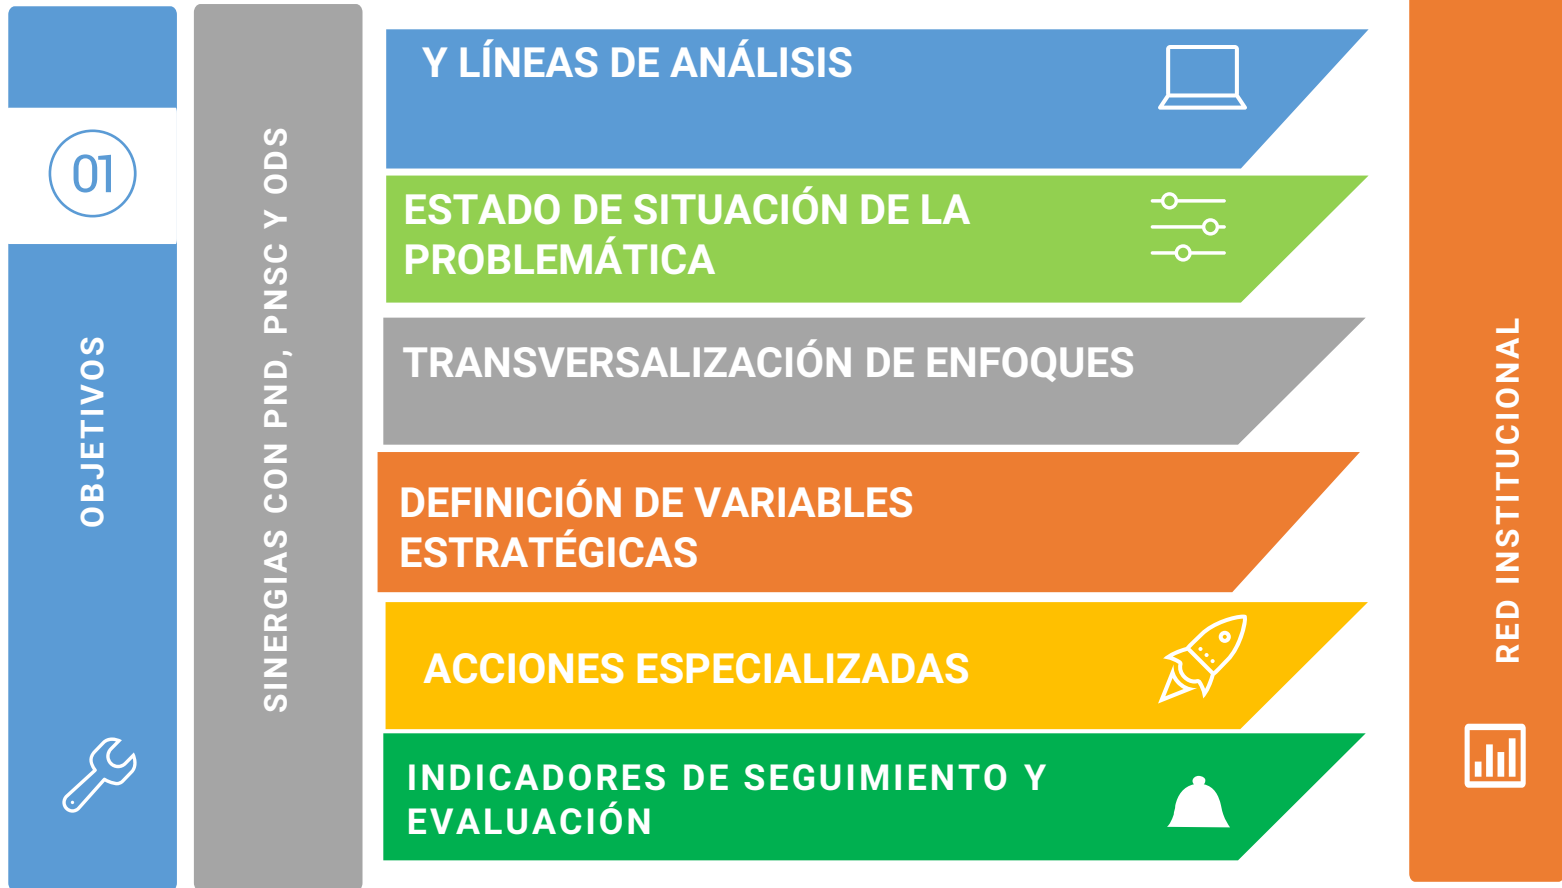 01
OBJETIVOS
SINERGIAS CON PND, PNSC Y ODS
Y LÍNEAS DE ANÁLISIS
ESTADO DE SITUACIÓN DE LA
PROBLEMÁTICA
TRANSVERSALIZACIÓN DE ENFOQUES
DEFINICIÓN DE VARIABLES
ESTRATÉGICAS
ACCIONES ESPECIALIZADAS
INDICADORES DE SEGUIMIENTO Y
EVALUACIÓN
RED INSTITUCIONAL